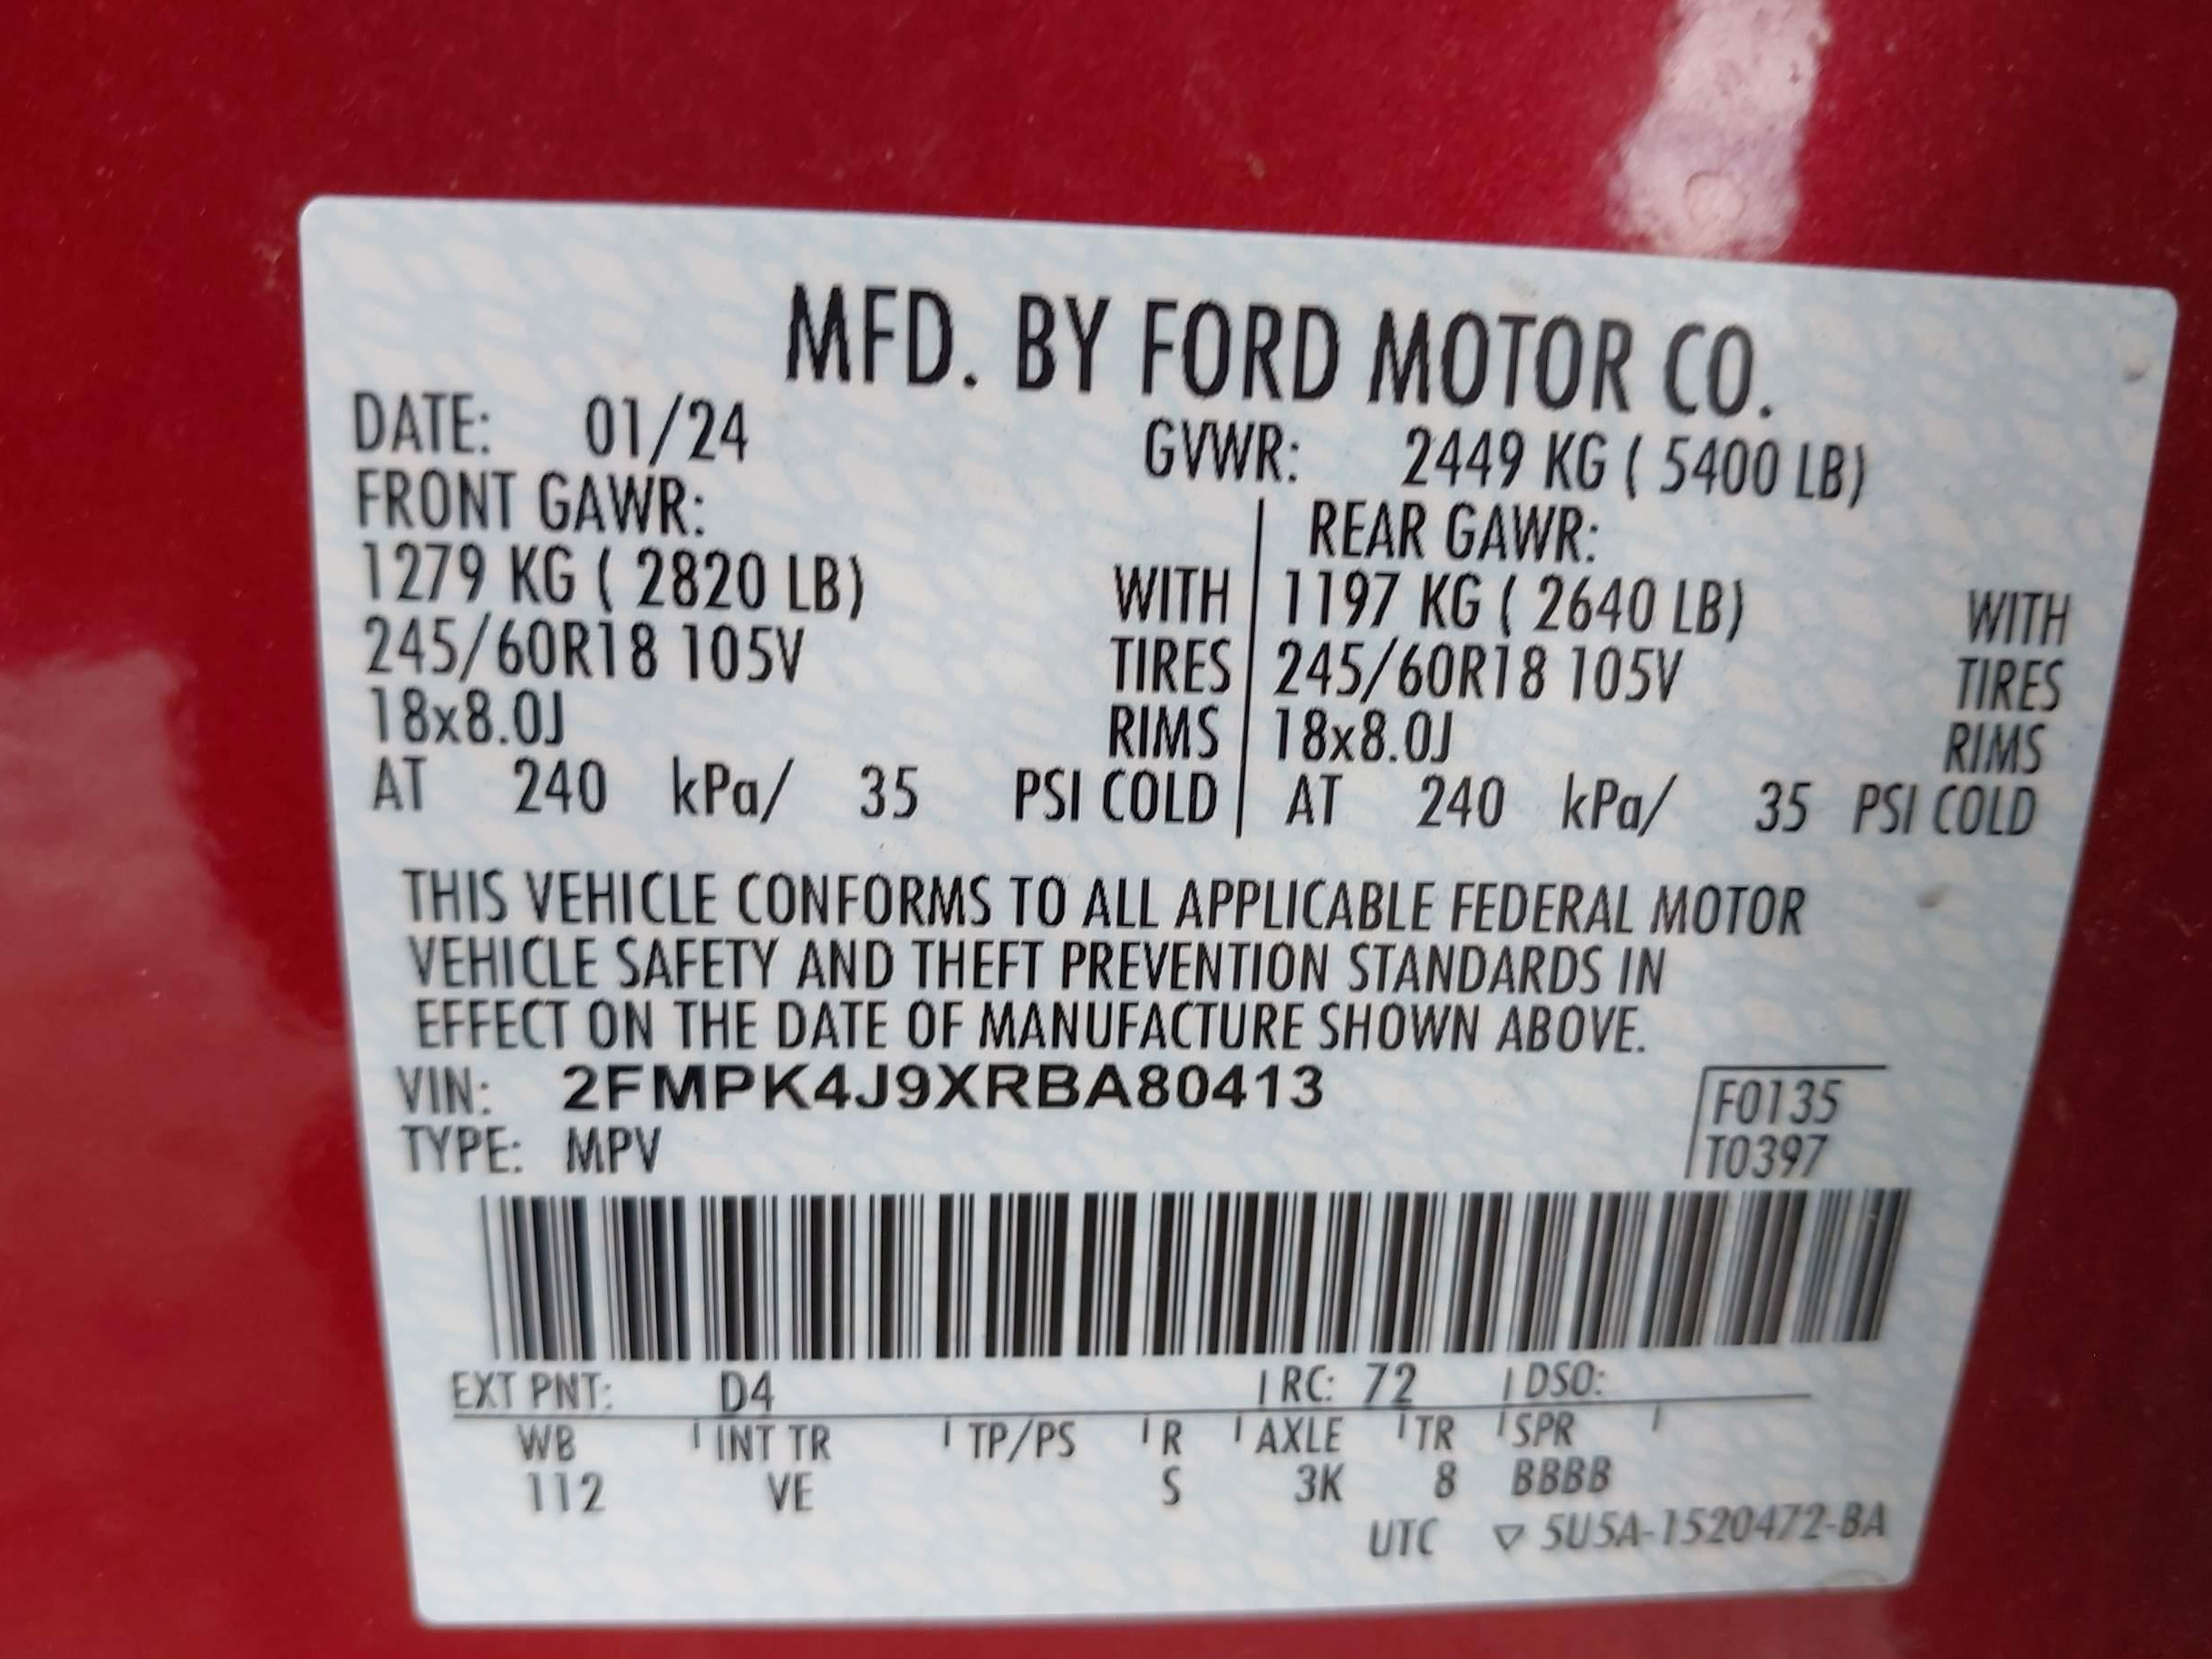 MFD. BY FORD MOTOR CO.
DATE: 01/24 GVWR: 2449 KG ( 5400 LB)
FRONT GAWR: REAR GAWR:
1279 KG ( 2820 LB) WITH 1197 KG ( 2640 LB) WITH
245/60R18 105V TIRES 245/60R18 105V TIRES
18x8.0J RIMS 18x8.0J RIMS
AT 240 kPa/ 35 PSI COLD AT 240 kPa/ 35 PSI COLD
THIS VEHICLE CONFORMS TO ALL APPLICABLE FEDERAL MOTOR
VEHICLE SAFETY AND THEFT PREVENTION STANDARDS IN
EFFECT ON THE DATE OF MANUFACTURE SHOWN ABOVE.
VIN: 2FMPK4J9XRBA80413 F0135
TYPE: MPV T0397
EXT PNT: D4 RC: 72 DSO:
WB INT TR TP/PS R AXLE TR SPR
112 VE S 3K 8 BBBB
UTC ▽ 5U5A-1520472-BA